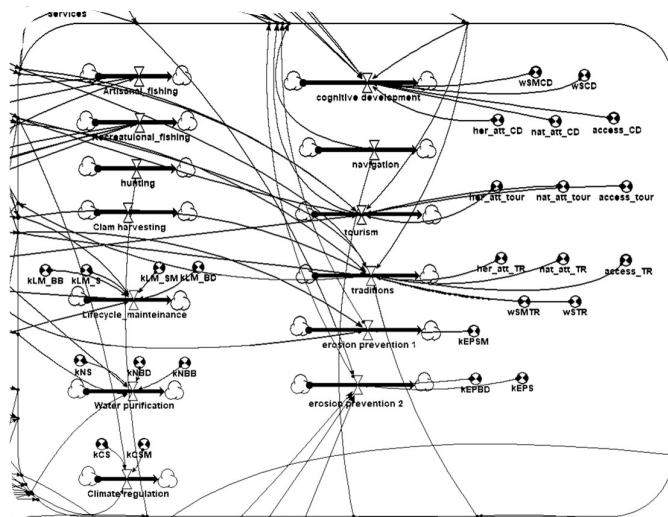 services
Artisanal_fishing
cognitive development
wSMCD
wSCD
Recreatuional_fishing
her_att_CD
nat_att_CD
access_CD
hunting
navigation
Clam harvesting
tourism
her_att_tour
nat_att_tour
access_tour
kLM_BB
kLM_S
kLM_SM
kLM_BD
traditions
her_att_TR
nat_att_TR
access_TR
Lifecycle_mainteinance
wSMTR
wSTR
erosion prevention 1
kEPSM
kNS
kNBD
kNBB
Water purification
erosion prevention 2
kEPBD
kEPS
kCS
kCSM
Climate regulation